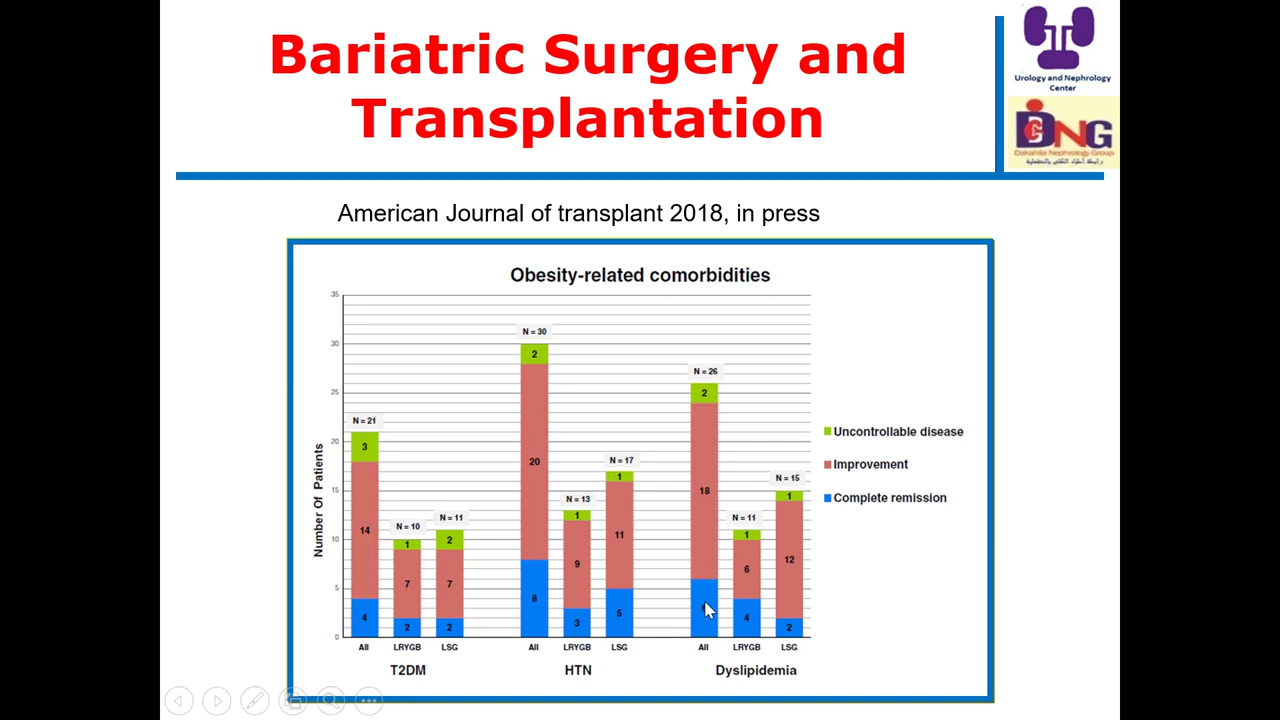 Bariatric Surgery and
Transplantation
Urology and Nephrology
Center
DNG
Dakahlia Nephrology Group
American Journal of transplant 2018, in press
Obesity-related comorbidities
Number Of Patients
35
30
25
20
15
10
5
0
N = 21
3
14
4
N = 10
1
7
2
N = 11
2
7
2
N = 30
2
20
8
N = 13
1
9
3
N = 17
1
11
5
N = 26
2
18
N = 11
1
6
4
N = 15
1
12
2
All LRYGB LSG All LRYGB LSG All LRYGB LSG
T2DM HTN Dyslipidemia
Uncontrollable disease
Improvement
Complete remission